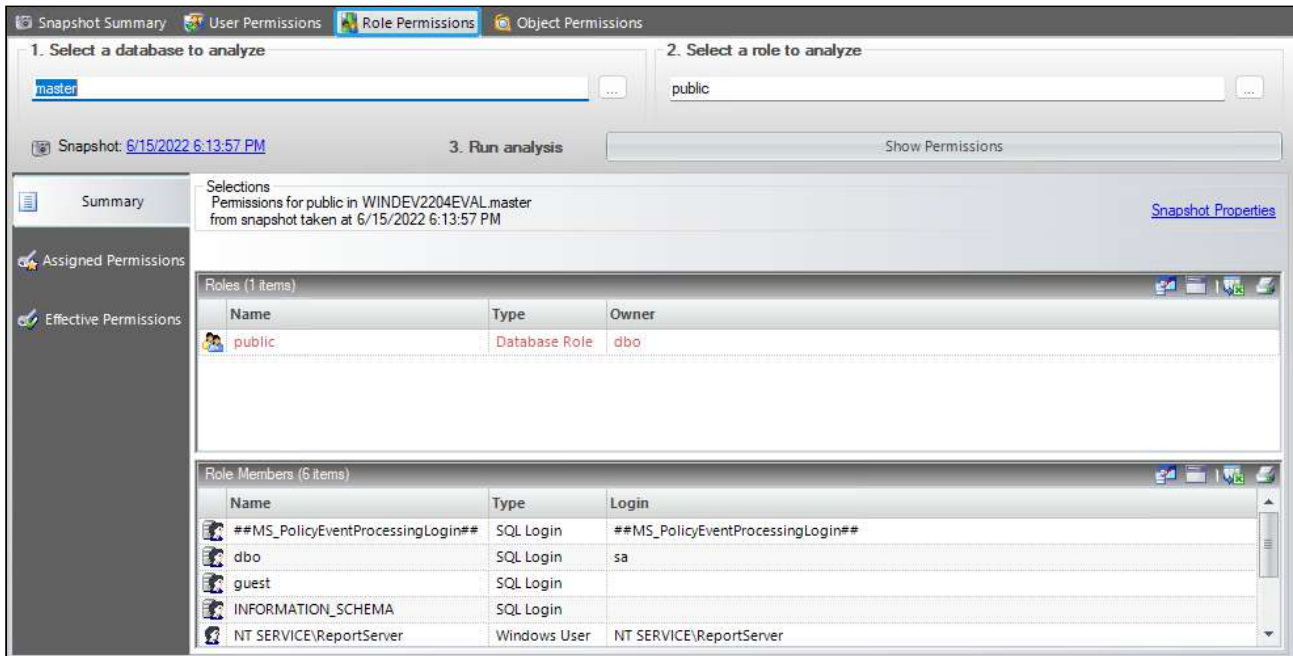 Snapshot Summary User Permissions Role Permissions Object Permissions
1. Select a database to analyze 2. Select a role to analyze
master ... public ...
Snapshot: 6/15/2022 6:13:57 PM 3. Run analysis Show Permissions
Summary
Assigned Permissions
Effective Permissions
Selections
Permissions for public in WINDEV2204EVAL.master
from snapshot taken at 6/15/2022 6:13:57 PM
Snapshot Properties
Roles (1 items)
Name Type Owner
public Database Role dbo
Role Members (6 items)
Name Type Login
##MS_PolicyEventProcessingLogin## SQL Login ##MS_PolicyEventProcessingLogin##
dbo SQL Login sa
guest SQL Login
INFORMATION_SCHEMA SQL Login
NT SERVICE\ReportServer Windows User NT SERVICE\ReportServer